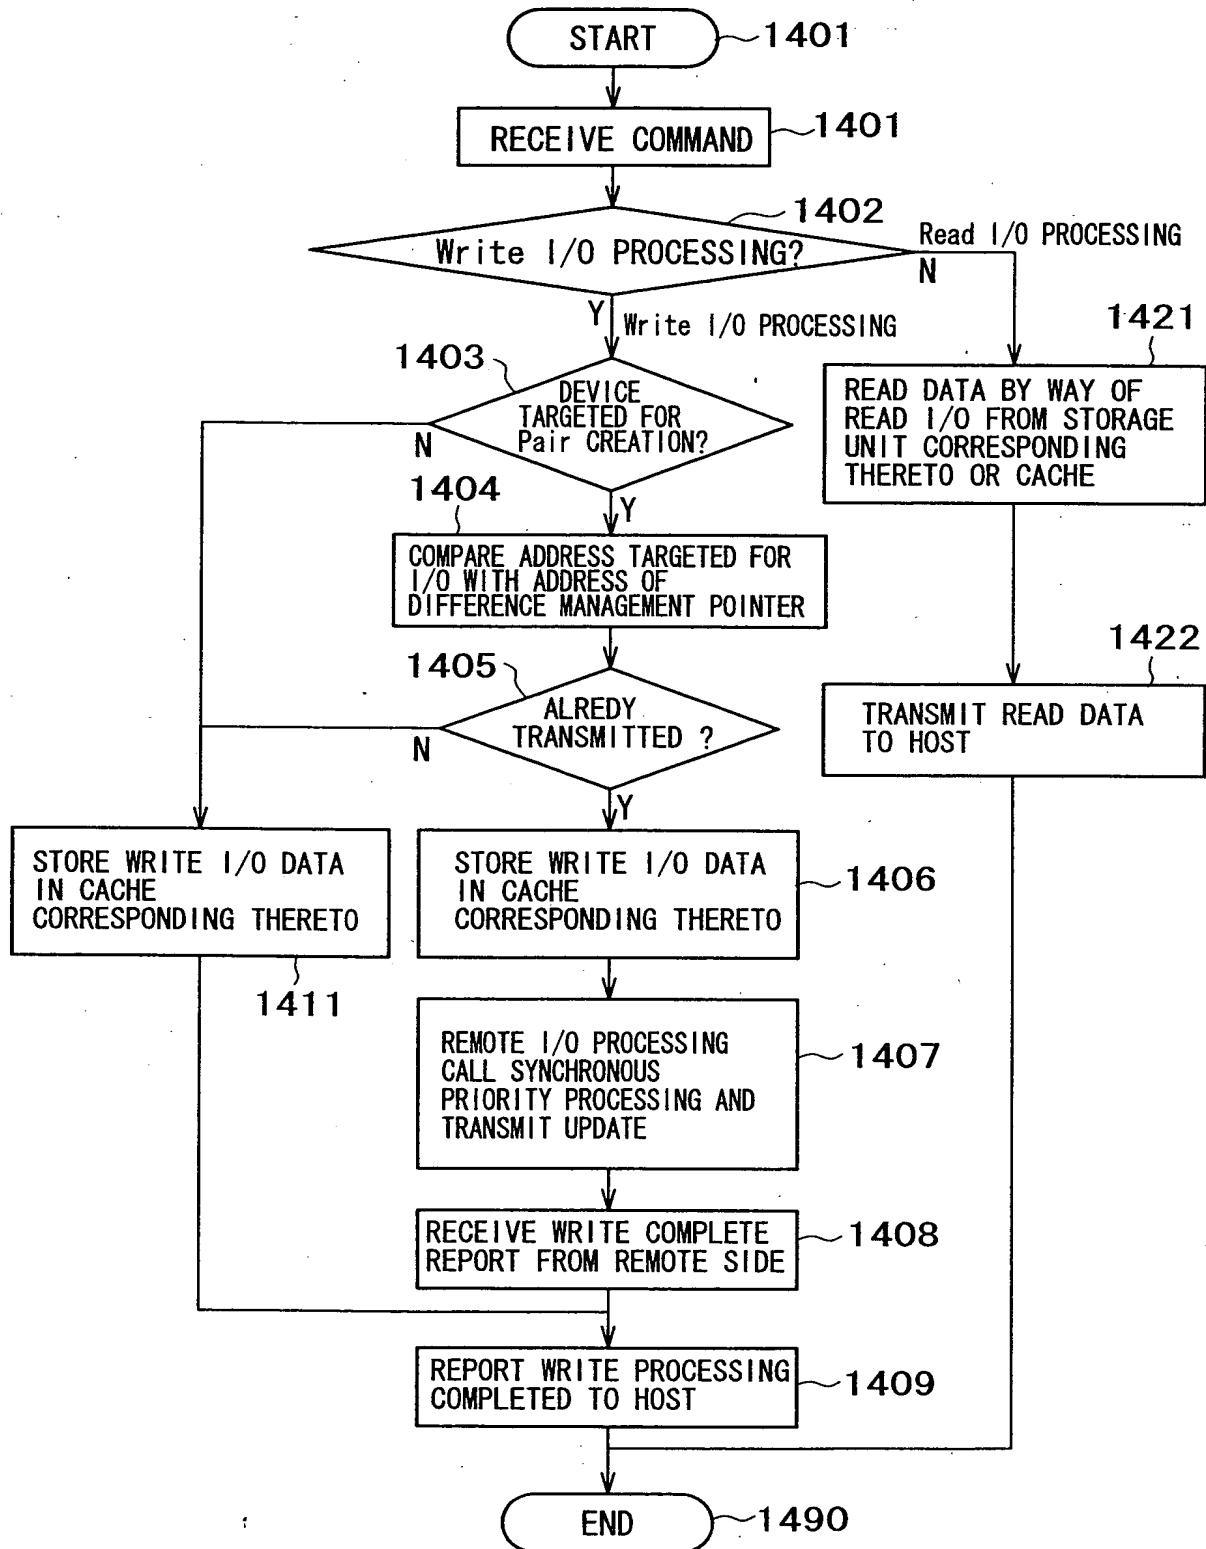 START
1401
RECEIVE COMMAND
1401
1402
Write I/O PROCESSING?
Read I/O PROCESSING
N
Y
Write I/O PROCESSING
1403
DEVICE
TARGETED FOR
Pair CREATION?
N
Y
1421
READ DATA BY WAY OF
READ I/O FROM STORAGE
UNIT CORRESPONDING
THERETO OR CACHE
1404
COMPARE ADDRESS TARGETED FOR
I/O WITH ADDRESS OF
DIFFERENCE MANAGEMENT POINTER
1405
ALREDY
TRANSMITTED ?
N
Y
1422
TRANSMIT READ DATA
TO HOST
STORE WRITE I/O DATA
IN CACHE
CORRESPONDING THERETO
1411
STORE WRITE I/O DATA
IN CACHE
CORRESPONDING THERETO
1406
REMOTE I/O PROCESSING
CALL SYNCHRONOUS
PRIORITY PROCESSING AND
TRANSMIT UPDATE
1407
RECEIVE WRITE COMPLETE
REPORT FROM REMOTE SIDE
1408
REPORT WRITE PROCESSING
COMPLETED TO HOST
1409
END
1490